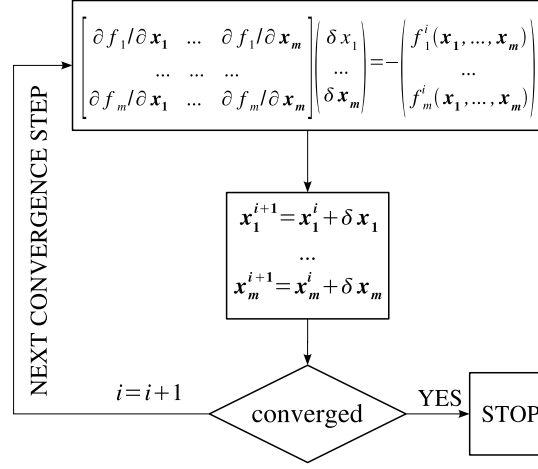 ∂f₁/∂x₁ ... ∂f₁/∂xₘ δx₁ f₁ⁱ(x₁,...,xₘ)
... ... ... ... =− ...
∂fₘ/∂x₁ ... ∂fₘ/∂xₘ δxₘ fₘⁱ(x₁,...,xₘ)
x₁ⁱ⁺¹=x₁ⁱ+δx₁
...
xₘⁱ⁺¹=xₘⁱ+δxₘ
NEXT CONVERGENCE STEP
i=i+1
converged
YES
STOP